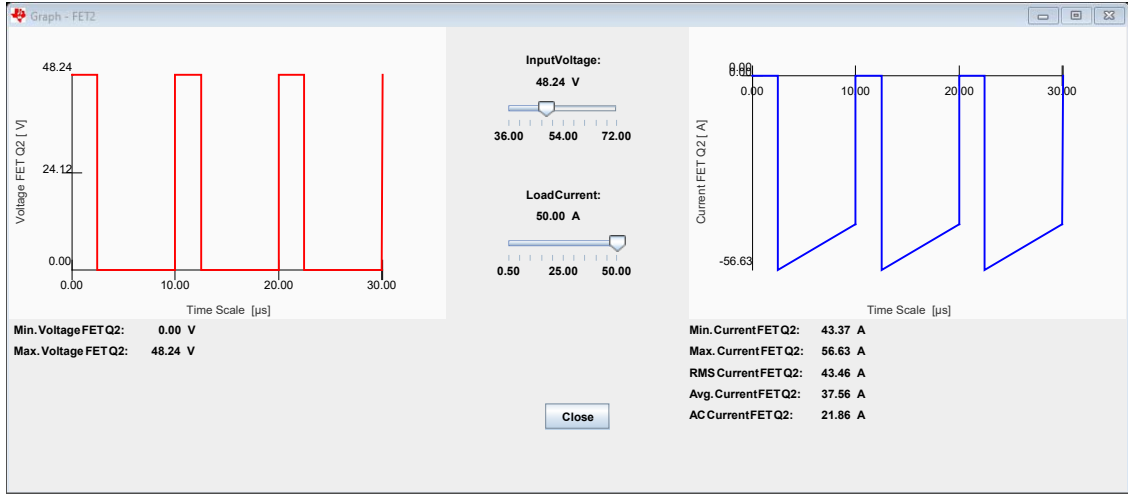 Graph - FET2
48.24
24.12
0.00
Voltage FET Q2 [ V]
0.00 10.00 20.00 30.00
Time Scale [µs]
Min. Voltage FET Q2: 0.00 V
Max. Voltage FET Q2: 48.24 V
InputVoltage:
48.24 V
36.00 54.00 72.00
LoadCurrent:
50.00 A
0.50 25.00 50.00
Close
0.00
0.00
0.00 10.00 20.00 30.00
Current FET Q2 [ A]
-56.63
Time Scale [µs]
Min. Current FET Q2: 43.37 A
Max. Current FET Q2: 56.63 A
RMS Current FET Q2: 43.46 A
Avg. Current FET Q2: 37.56 A
AC Current FET Q2: 21.86 A